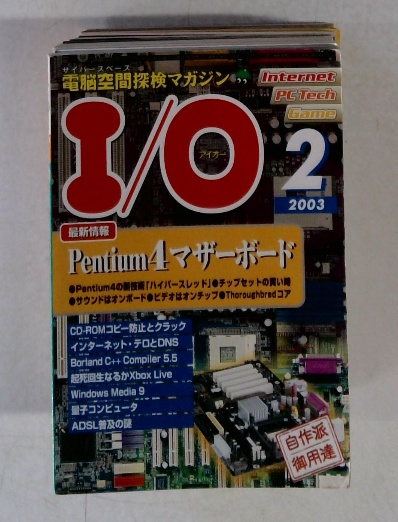 サイバースペース
電脳空間探検マガジン
Internet
PC Tech
Game
I/O
アイオー
2
2003
最新情報
Pentium 4 マザーボード
●Pentium4の新技術「ハイパースレッド」●チップセットの買い時
●サウンドはオンボード●ビデオはオンチップ●Thoroughbredコア
CD-ROMコピー防止とクラック
インターネット・テロとDNS
Borland C++ Compiler 5.5
起死回生なるかXbox Live
Windows Media 9
量子コンピュータ
ADSL普及の謎
自作派
御用達